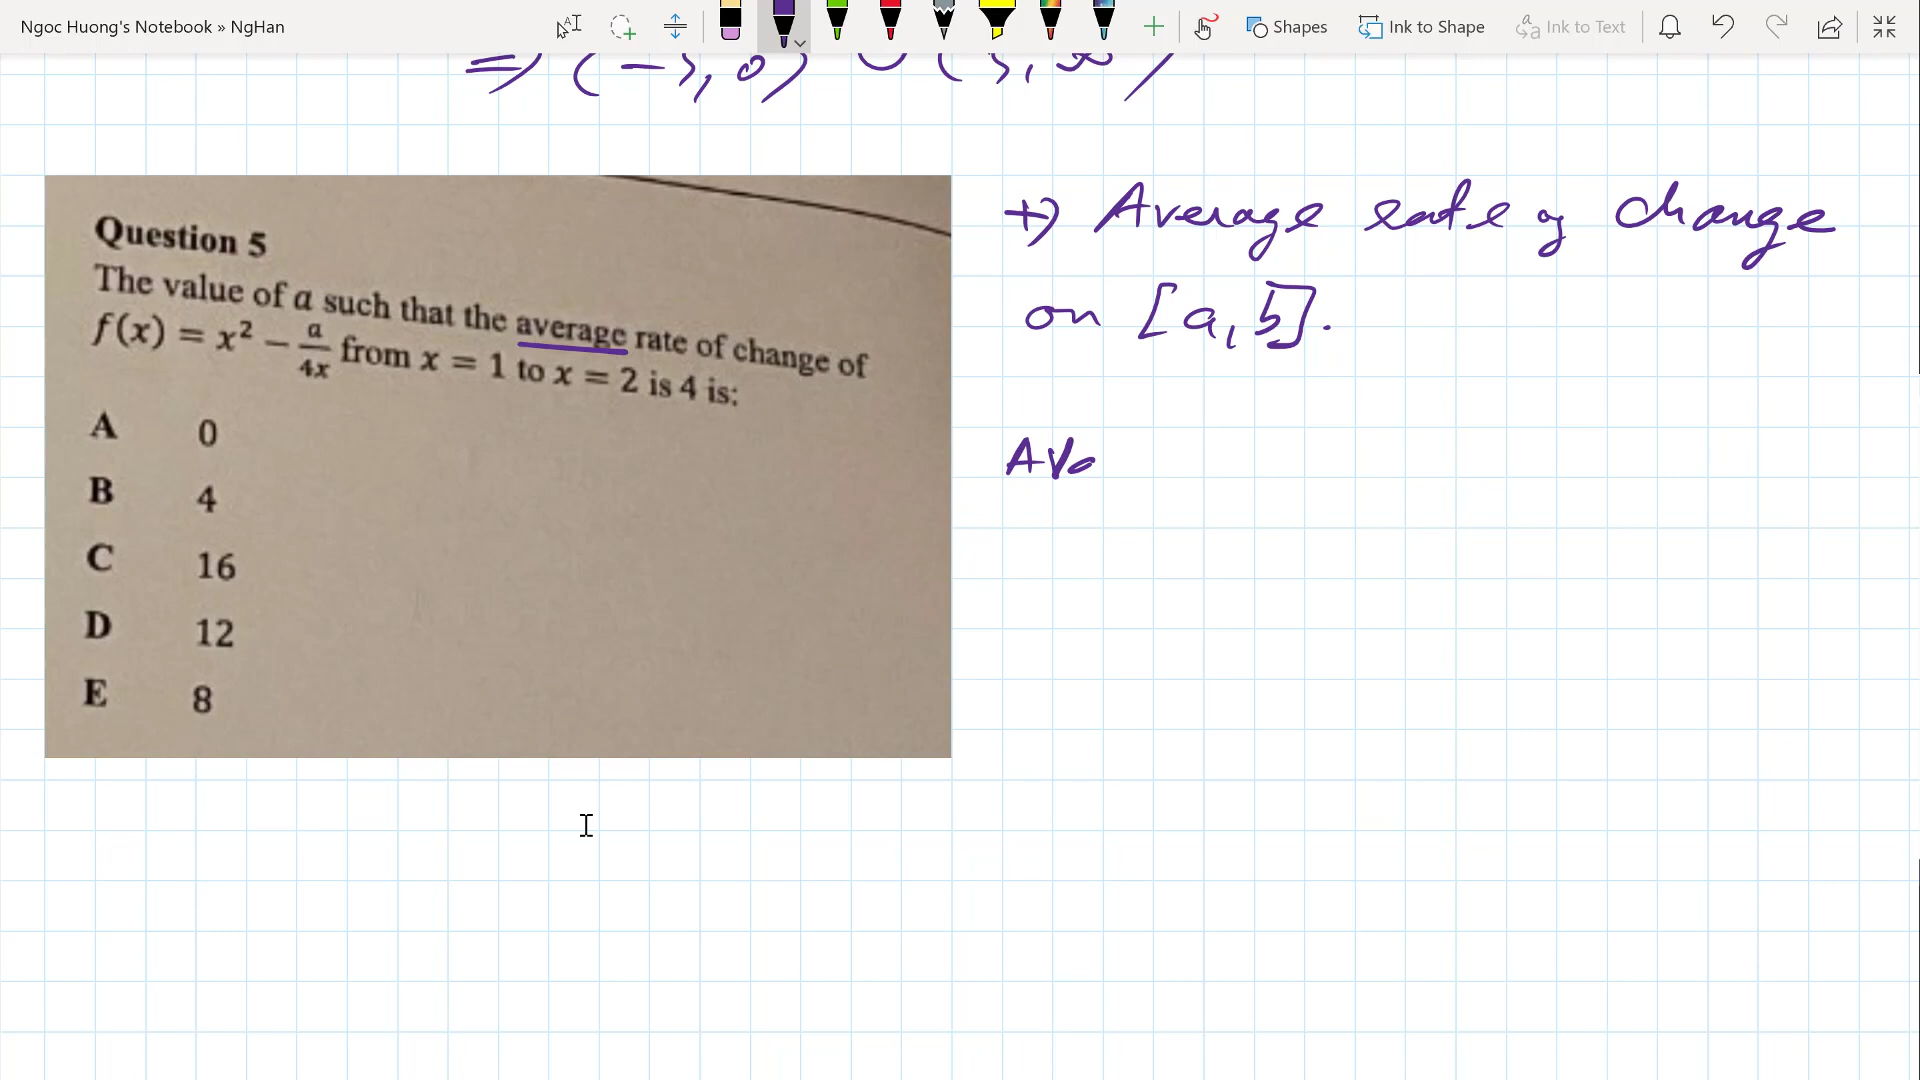 Ngoc Huong's Notebook » NgHan
Shapes
Ink to Shape
Ink to Text
Question 5
The value of a such that the average rate of change of
f(x) = x² − a/4x from x = 1 to x = 2 is 4 is:
A 0
B 4
C 16
D 12
E 8
+) Average rate of change
on [a, b].